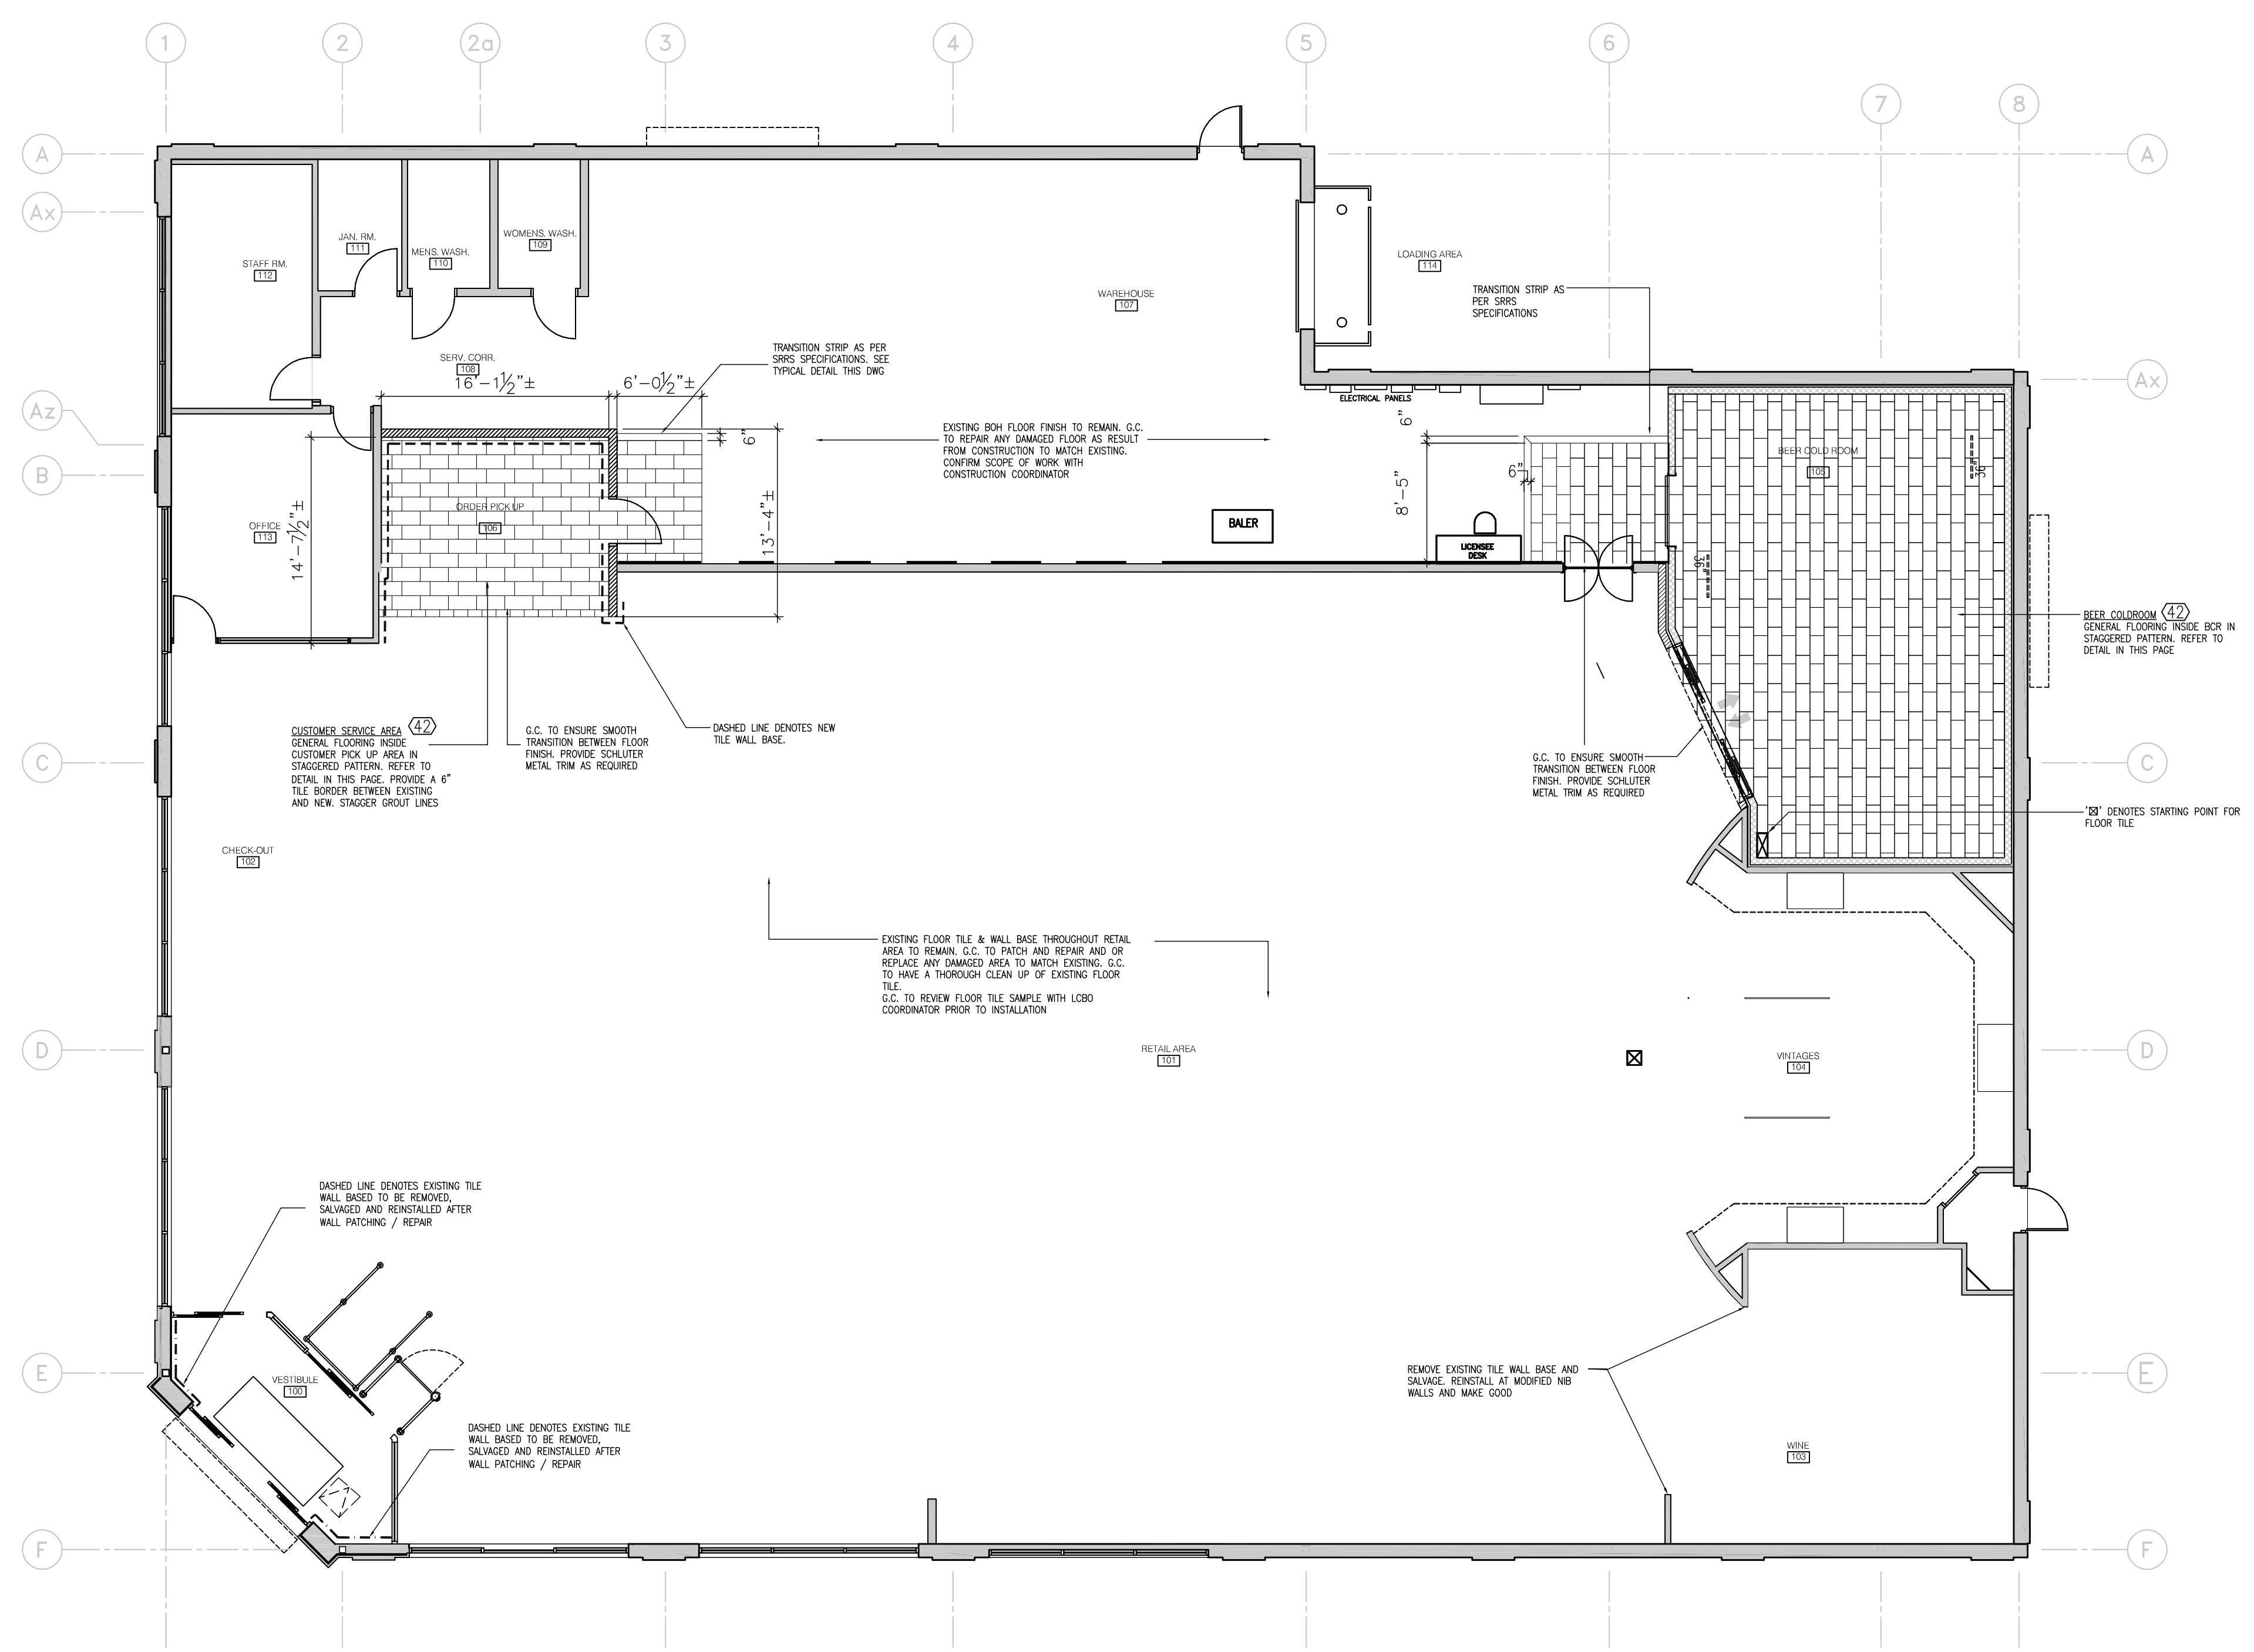 1
2
2a
3
4
5
6
7
8
A
A
Ax
Ax
Az
B
C
C
D
D
E
E
F
F
STAFF RM.
112
JAN. RM.
111
MENS. WASH.
110
WOMENS. WASH.
109
SERV. CORR.
108
16'-1½"±
6'-0½"±
TRANSITION STRIP AS PER
SRRS SPECIFICATIONS. SEE
TYPICAL DETAIL THIS DWG
WAREHOUSE
107
LOADING AREA
114
TRANSITION STRIP AS
PER SRRS
SPECIFICATIONS
ELECTRICAL PANELS
EXISTING BOH FLOOR FINISH TO REMAIN. G.C.
TO REPAIR ANY DAMAGED FLOOR AS RESULT
FROM CONSTRUCTION TO MATCH EXISTING.
CONFIRM SCOPE OF WORK WITH
CONSTRUCTION COORDINATOR
6"
13'-4"±
6"
8'-5"
6"
BEER COLD ROOM
105
36"
36"
OFFICE
113
14'-7½"±
ORDER PICK UP
106
BALER
LICENSEE
DESK
BEER COLDROOM 42
GENERAL FLOORING INSIDE BCR IN
STAGGERED PATTERN. REFER TO
DETAIL IN THIS PAGE
CUSTOMER SERVICE AREA 42
GENERAL FLOORING INSIDE
CUSTOMER PICK UP AREA IN
STAGGERED PATTERN. REFER TO
DETAIL IN THIS PAGE. PROVIDE A 6"
TILE BORDER BETWEEN EXISTING
AND NEW. STAGGER GROUT LINES
G.C. TO ENSURE SMOOTH
TRANSITION BETWEEN FLOOR
FINISH. PROVIDE SCHLUTER
METAL TRIM AS REQUIRED
DASHED LINE DENOTES NEW
TILE WALL BASE.
G.C. TO ENSURE SMOOTH
TRANSITION BETWEEN FLOOR
FINISH. PROVIDE SCHLUTER
METAL TRIM AS REQUIRED
'☒' DENOTES STARTING POINT FOR
FLOOR TILE
CHECK-OUT
102
EXISTING FLOOR TILE & WALL BASE THROUGHOUT RETAIL
AREA TO REMAIN. G.C. TO PATCH AND REPAIR AND OR
REPLACE ANY DAMAGED AREA TO MATCH EXISTING. G.C.
TO HAVE A THOROUGH CLEAN UP OF EXISTING FLOOR
TILE.
G.C. TO REVIEW FLOOR TILE SAMPLE WITH LCBO
COORDINATOR PRIOR TO INSTALLATION
RETAIL AREA
101
VINTAGES
104
DASHED LINE DENOTES EXISTING TILE
WALL BASED TO BE REMOVED,
SALVAGED AND REINSTALLED AFTER
WALL PATCHING / REPAIR
VESTIBULE
100
DASHED LINE DENOTES EXISTING TILE
WALL BASED TO BE REMOVED,
SALVAGED AND REINSTALLED AFTER
WALL PATCHING / REPAIR
REMOVE EXISTING TILE WALL BASE AND
SALVAGE. REINSTALL AT MODIFIED NIB
WALLS AND MAKE GOOD
WINE
103